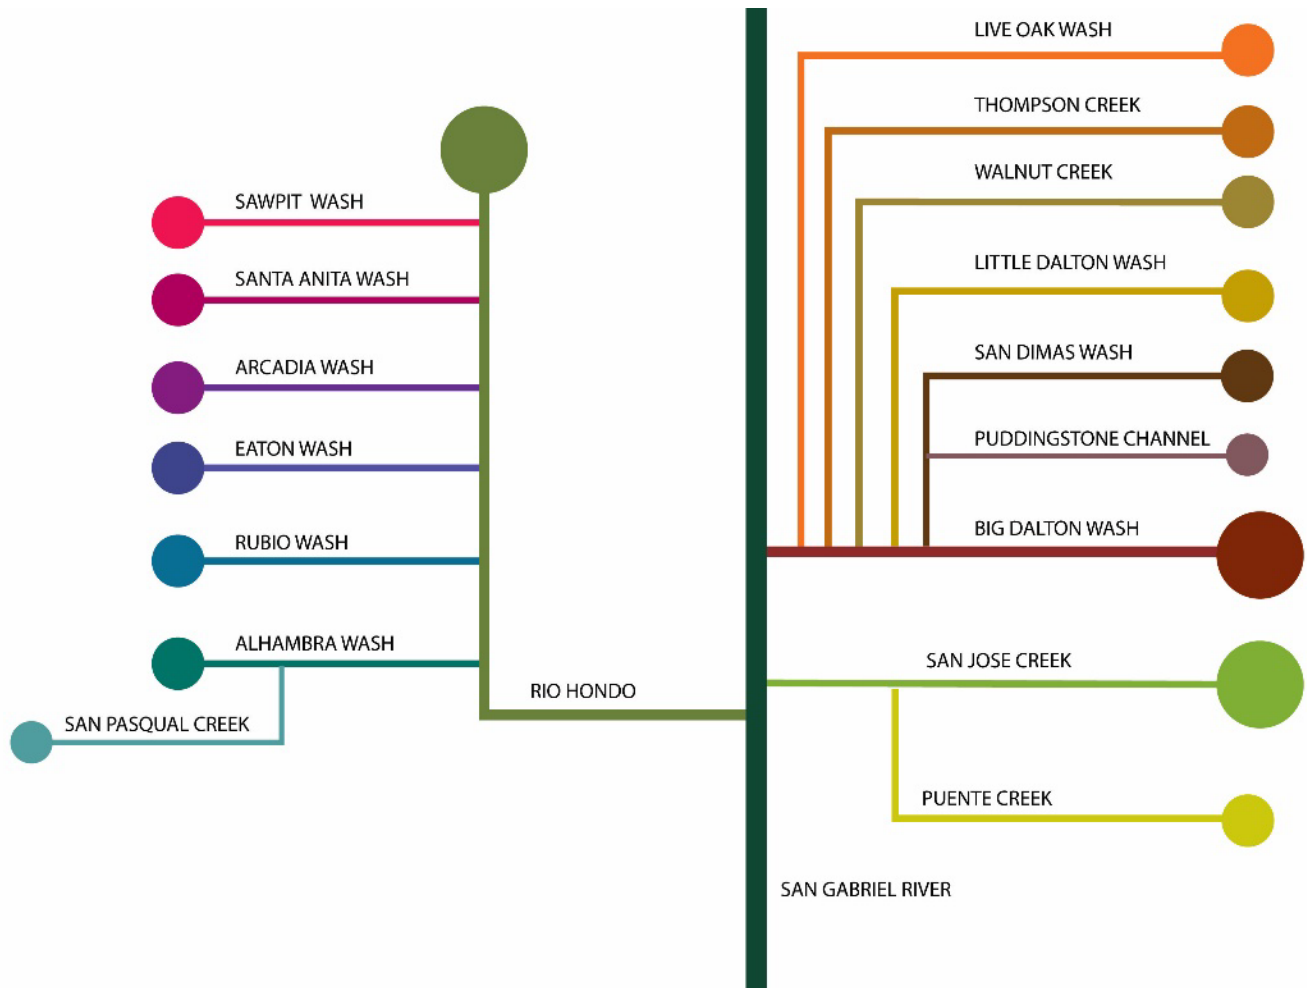 LIVE OAK WASH
THOMPSON CREEK
WALNUT CREEK
SAWPIT WASH
LITTLE DALTON WASH
SANTA ANITA WASH
SAN DIMAS WASH
ARCADIA WASH
PUDDINGSTONE CHANNEL
EATON WASH
BIG DALTON WASH
RUBIO WASH
ALHAMBRA WASH
SAN JOSE CREEK
RIO HONDO
SAN PASQUAL CREEK
PUENTE CREEK
SAN GABRIEL RIVER